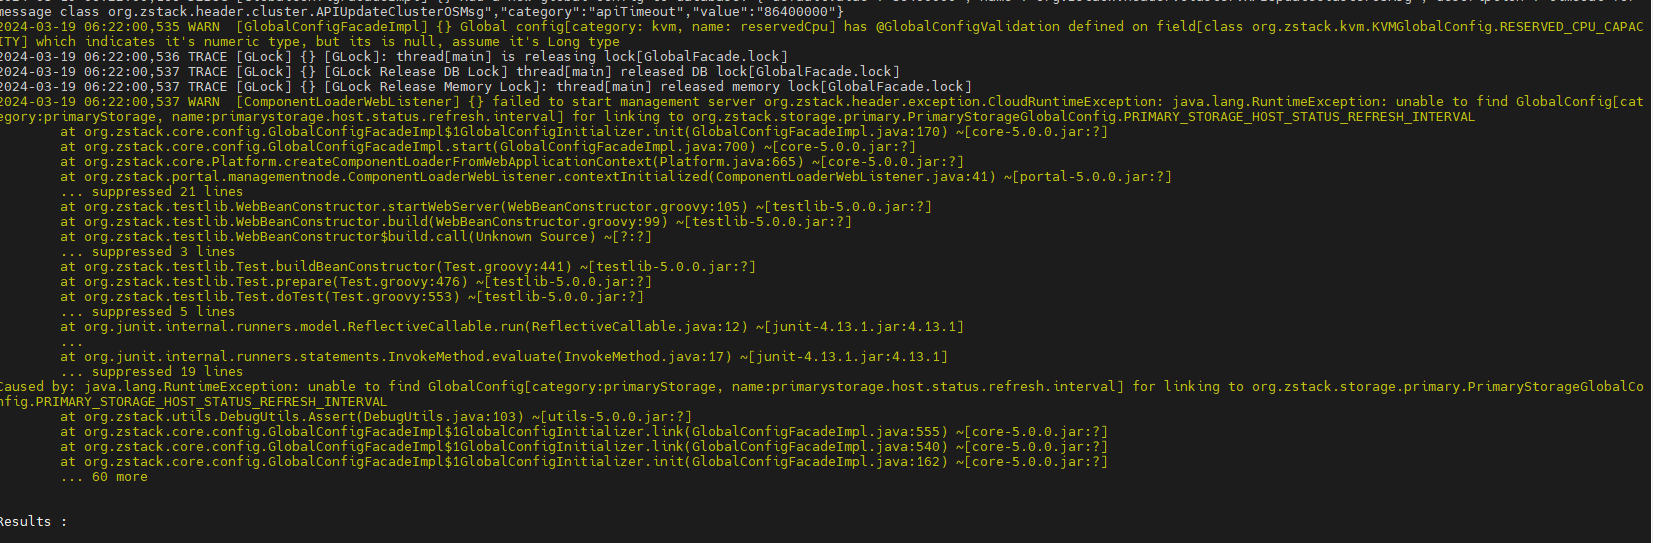 message class org.zstack.header.cluster.APIUpdateClusterOSMsg","category":"apiTimeout","value":"86400000"}
2024-03-19 06:22:00,535 WARN  [GlobalConfigFacadeImpl] {} Global config[category: kvm, name: reservedCpu] has @GlobalConfigValidation defined on field[class org.zstack.kvm.KVMGlobalConfig.RESERVED_CPU_CAPAC
ITY] which indicates it's numeric type, but its is null, assume it's Long type
2024-03-19 06:22:00,536 TRACE [GLock] {} [GLock]: thread[main] is releasing lock[GlobalFacade.lock]
2024-03-19 06:22:00,537 TRACE [GLock] {} [GLock Release DB Lock] thread[main] released DB lock[GlobalFacade.lock]
2024-03-19 06:22:00,537 TRACE [GLock] {} [GLock Release Memory Lock]: thread[main] released memory lock[GlobalFacade.lock]
2024-03-19 06:22:00,537 WARN  [ComponentLoaderWebListener] {} failed to start management server org.zstack.header.exception.CloudRuntimeException: java.lang.RuntimeException: unable to find GlobalConfig[cat
egory:primaryStorage, name:primarystorage.host.status.refresh.interval] for linking to org.zstack.storage.primary.PrimaryStorageGlobalConfig.PRIMARY_STORAGE_HOST_STATUS_REFRESH_INTERVAL
at org.zstack.core.config.GlobalConfigFacadeImpl$1GlobalConfigInitializer.init(GlobalConfigFacadeImpl.java:170) ~[core-5.0.0.jar:?]
at org.zstack.core.config.GlobalConfigFacadeImpl.start(GlobalConfigFacadeImpl.java:700) ~[core-5.0.0.jar:?]
at org.zstack.core.Platform.createComponentLoaderFromWebApplicationContext(Platform.java:665) ~[core-5.0.0.jar:?]
at org.zstack.portal.managementnode.ComponentLoaderWebListener.contextInitialized(ComponentLoaderWebListener.java:41) ~[portal-5.0.0.jar:?]
... suppressed 21 lines
at org.zstack.testlib.WebBeanConstructor.startWebServer(WebBeanConstructor.groovy:105) ~[testlib-5.0.0.jar:?]
at org.zstack.testlib.WebBeanConstructor.build(WebBeanConstructor.groovy:99) ~[testlib-5.0.0.jar:?]
at org.zstack.testlib.WebBeanConstructor$build.call(Unknown Source) ~[?:?]
... suppressed 3 lines
at org.zstack.testlib.Test.buildBeanConstructor(Test.groovy:441) ~[testlib-5.0.0.jar:?]
at org.zstack.testlib.Test.prepare(Test.groovy:476) ~[testlib-5.0.0.jar:?]
at org.zstack.testlib.Test.doTest(Test.groovy:553) ~[testlib-5.0.0.jar:?]
... suppressed 5 lines
at org.junit.internal.runners.model.ReflectiveCallable.run(ReflectiveCallable.java:12) ~[junit-4.13.1.jar:4.13.1]
...
at org.junit.internal.runners.statements.InvokeMethod.evaluate(InvokeMethod.java:17) ~[junit-4.13.1.jar:4.13.1]
... suppressed 19 lines
Caused by: java.lang.RuntimeException: unable to find GlobalConfig[category:primaryStorage, name:primarystorage.host.status.refresh.interval] for linking to org.zstack.storage.primary.PrimaryStorageGlobalCo
nfig.PRIMARY_STORAGE_HOST_STATUS_REFRESH_INTERVAL
at org.zstack.utils.DebugUtils.Assert(DebugUtils.java:103) ~[utils-5.0.0.jar:?]
at org.zstack.core.config.GlobalConfigFacadeImpl$1GlobalConfigInitializer.link(GlobalConfigFacadeImpl.java:555) ~[core-5.0.0.jar:?]
at org.zstack.core.config.GlobalConfigFacadeImpl$1GlobalConfigInitializer.link(GlobalConfigFacadeImpl.java:540) ~[core-5.0.0.jar:?]
at org.zstack.core.config.GlobalConfigFacadeImpl$1GlobalConfigInitializer.init(GlobalConfigFacadeImpl.java:162) ~[core-5.0.0.jar:?]
... 60 more
Results :